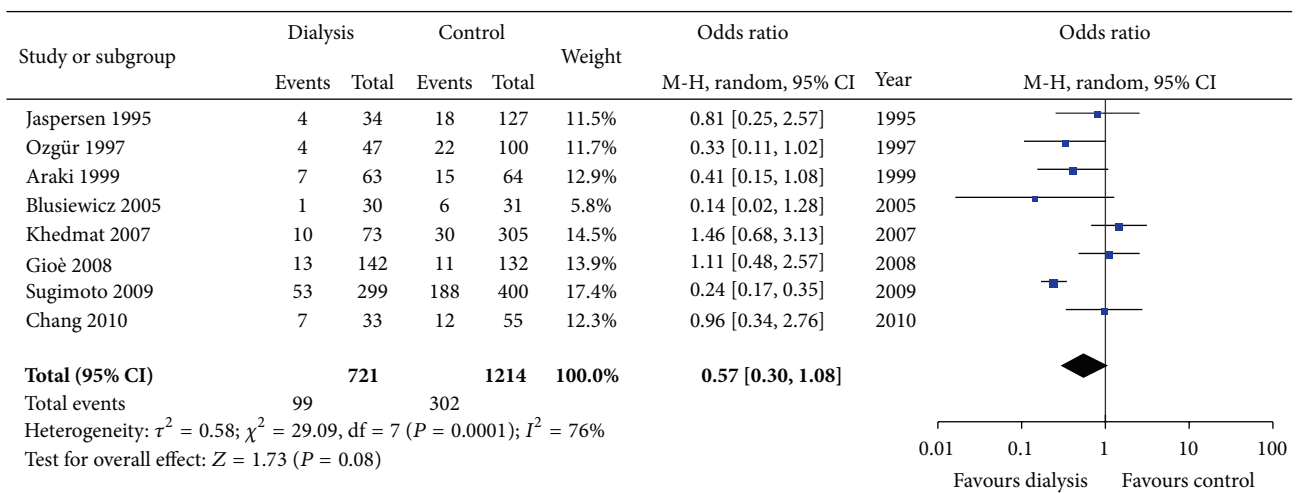 Study or subgroup Dialysis Control Weight Odds ratio Year Odds ratio
Events Total Events Total M-H, random, 95% CI M-H, random, 95% CI
Jaspersen 1995 4 34 18 127 11.5% 0.81 [0.25, 2.57] 1995
Ozgür 1997 4 47 22 100 11.7% 0.33 [0.11, 1.02] 1997
Araki 1999 7 63 15 64 12.9% 0.41 [0.15, 1.08] 1999
Blusiewicz 2005 1 30 6 31 5.8% 0.14 [0.02, 1.28] 2005
Khedmat 2007 10 73 30 305 14.5% 1.46 [0.68, 3.13] 2007
Gioè 2008 13 142 11 132 13.9% 1.11 [0.48, 2.57] 2008
Sugimoto 2009 53 299 188 400 17.4% 0.24 [0.17, 0.35] 2009
Chang 2010 7 33 12 55 12.3% 0.96 [0.34, 2.76] 2010
Total (95% CI) 721 1214 100.0% 0.57 [0.30, 1.08]
Total events 99 302
Heterogeneity: τ² = 0.58; χ² = 29.09, df = 7 (P = 0.0001); I² = 76%
Test for overall effect: Z = 1.73 (P = 0.08)
0.01 0.1 1 10 100
Favours dialysis Favours control